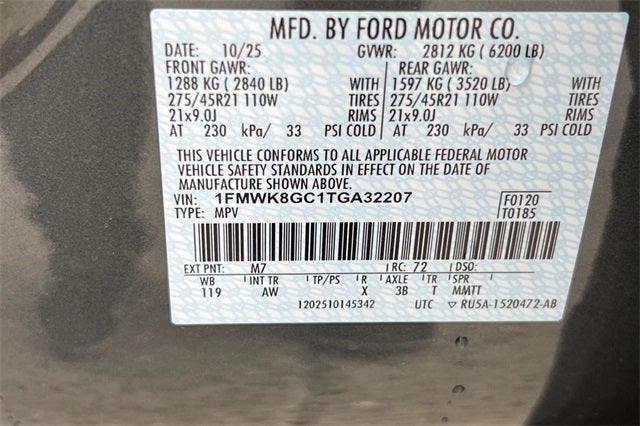 MFD. BY FORD MOTOR CO.
DATE: 10/25 GVWR: 2812 KG ( 6200 LB)
FRONT GAWR: REAR GAWR:
1288 KG ( 2840 LB) WITH 1597 KG ( 3520 LB) WITH
275/45R21 110W TIRES 275/45R21 110W TIRES
21x9.0J RIMS 21x9.0J RIMS
AT 230 kPa/ 33 PSI COLD AT 230 kPa/ 33 PSI COLD
THIS VEHICLE CONFORMS TO ALL APPLICABLE FEDERAL MOTOR
VEHICLE SAFETY STANDARDS IN EFFECT ON THE DATE OF
MANUFACTURE SHOWN ABOVE.
VIN: 1FMWK8GC1TGA32207 F0120
TYPE: MPV T0185
EXT PNT: M7 RC: 72 DSO:
WB INT TR TP/PS R AXLE TR SPR
119 AW X 3B T MMTT
1202510145342 UTC ▽ RU5A-1520472-AB